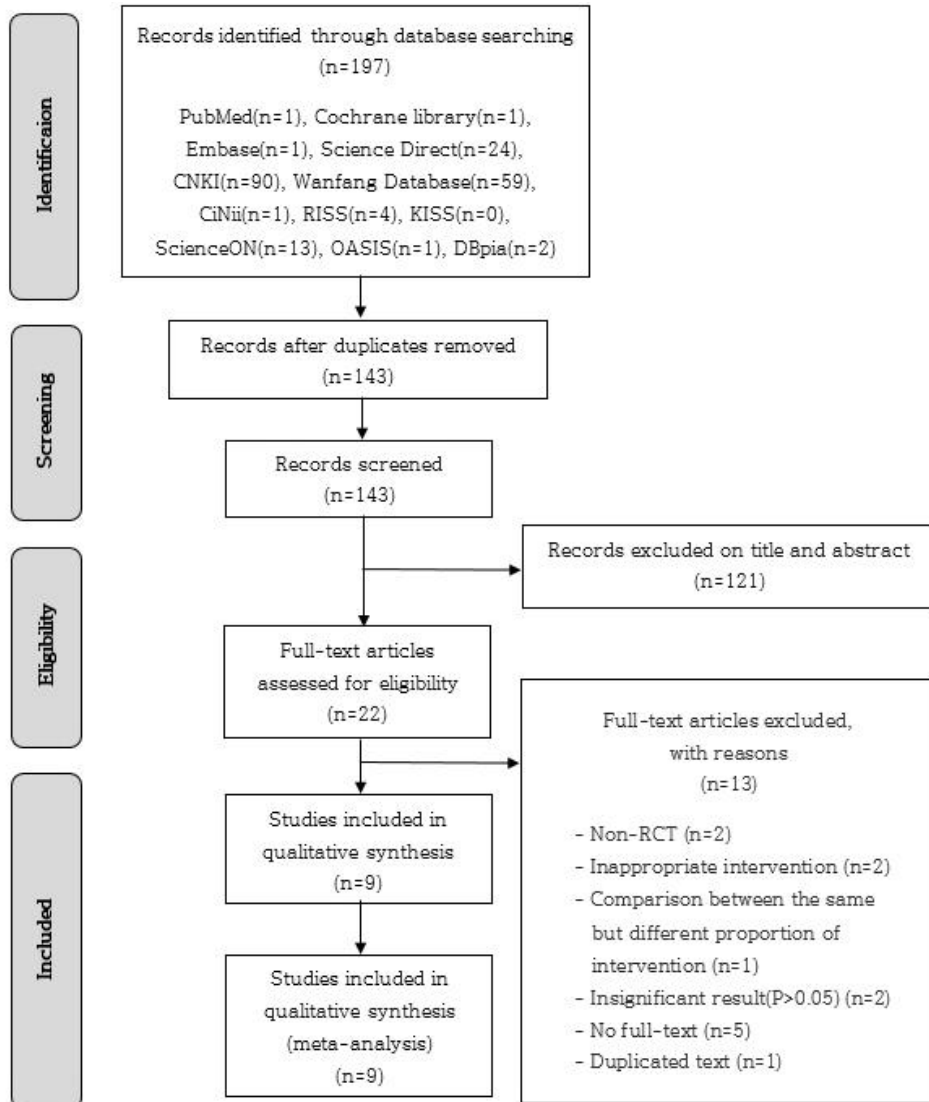 Identificaion
Records identified through database searching
(n=197)
PubMed(n=1), Cochrane library(n=1),
Embase(n=1), Science Direct(n=24),
CNKI(n=90), Wanfang Database(n=59),
CiNii(n=1), RISS(n=4), KISS(n=0),
ScienceON(n=13), OASIS(n=1), DBpia(n=2)
Screening
Records after duplicates removed
(n=143)
Records screened
(n=143)
Records excluded on title and abstract
(n=121)
Eligibility
Full-text articles
assessed for eligibility
(n=22)
Full-text articles excluded,
with reasons
(n=13)
- Non-RCT (n=2)
- Inappropriate intervention (n=2)
- Comparison between the same
but different proportion of
intervention (n=1)
- Insignificant result(P>0.05) (n=2)
- No full-text (n=5)
- Duplicated text (n=1)
Included
Studies included in
qualitative synthesis
(n=9)
Studies included in
qualitative synthesis
(meta-analysis)
(n=9)